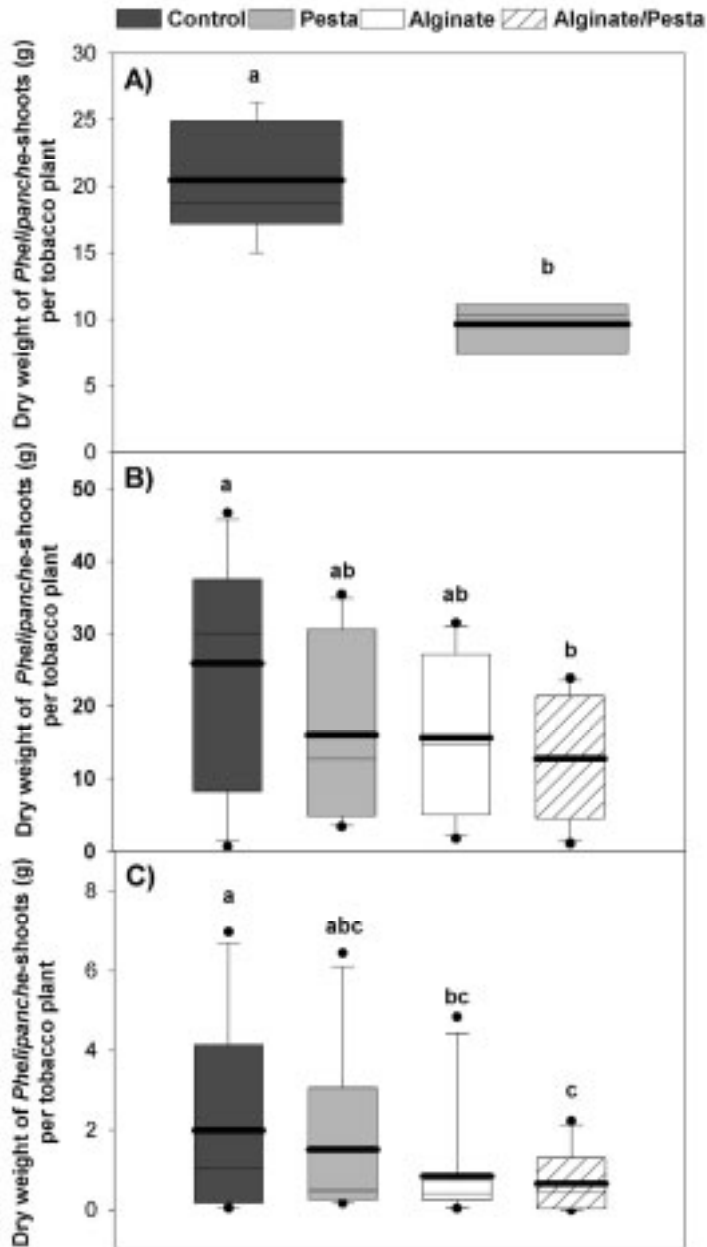 Control Pesta Alginate Alginate/Pesta
A)
Dry weight of Phelipanche-shoots (g)
per tobacco plant
30
25
20
15
10
5
0
a
b
B)
Dry weight of Phelipanche-shoots (g)
per tobacco plant
50
40
30
20
10
0
a
ab
ab
b
C)
Dry weight of Phelipanche-shoots (g)
per tobacco plant
8
6
4
2
0
a
abc
bc
c